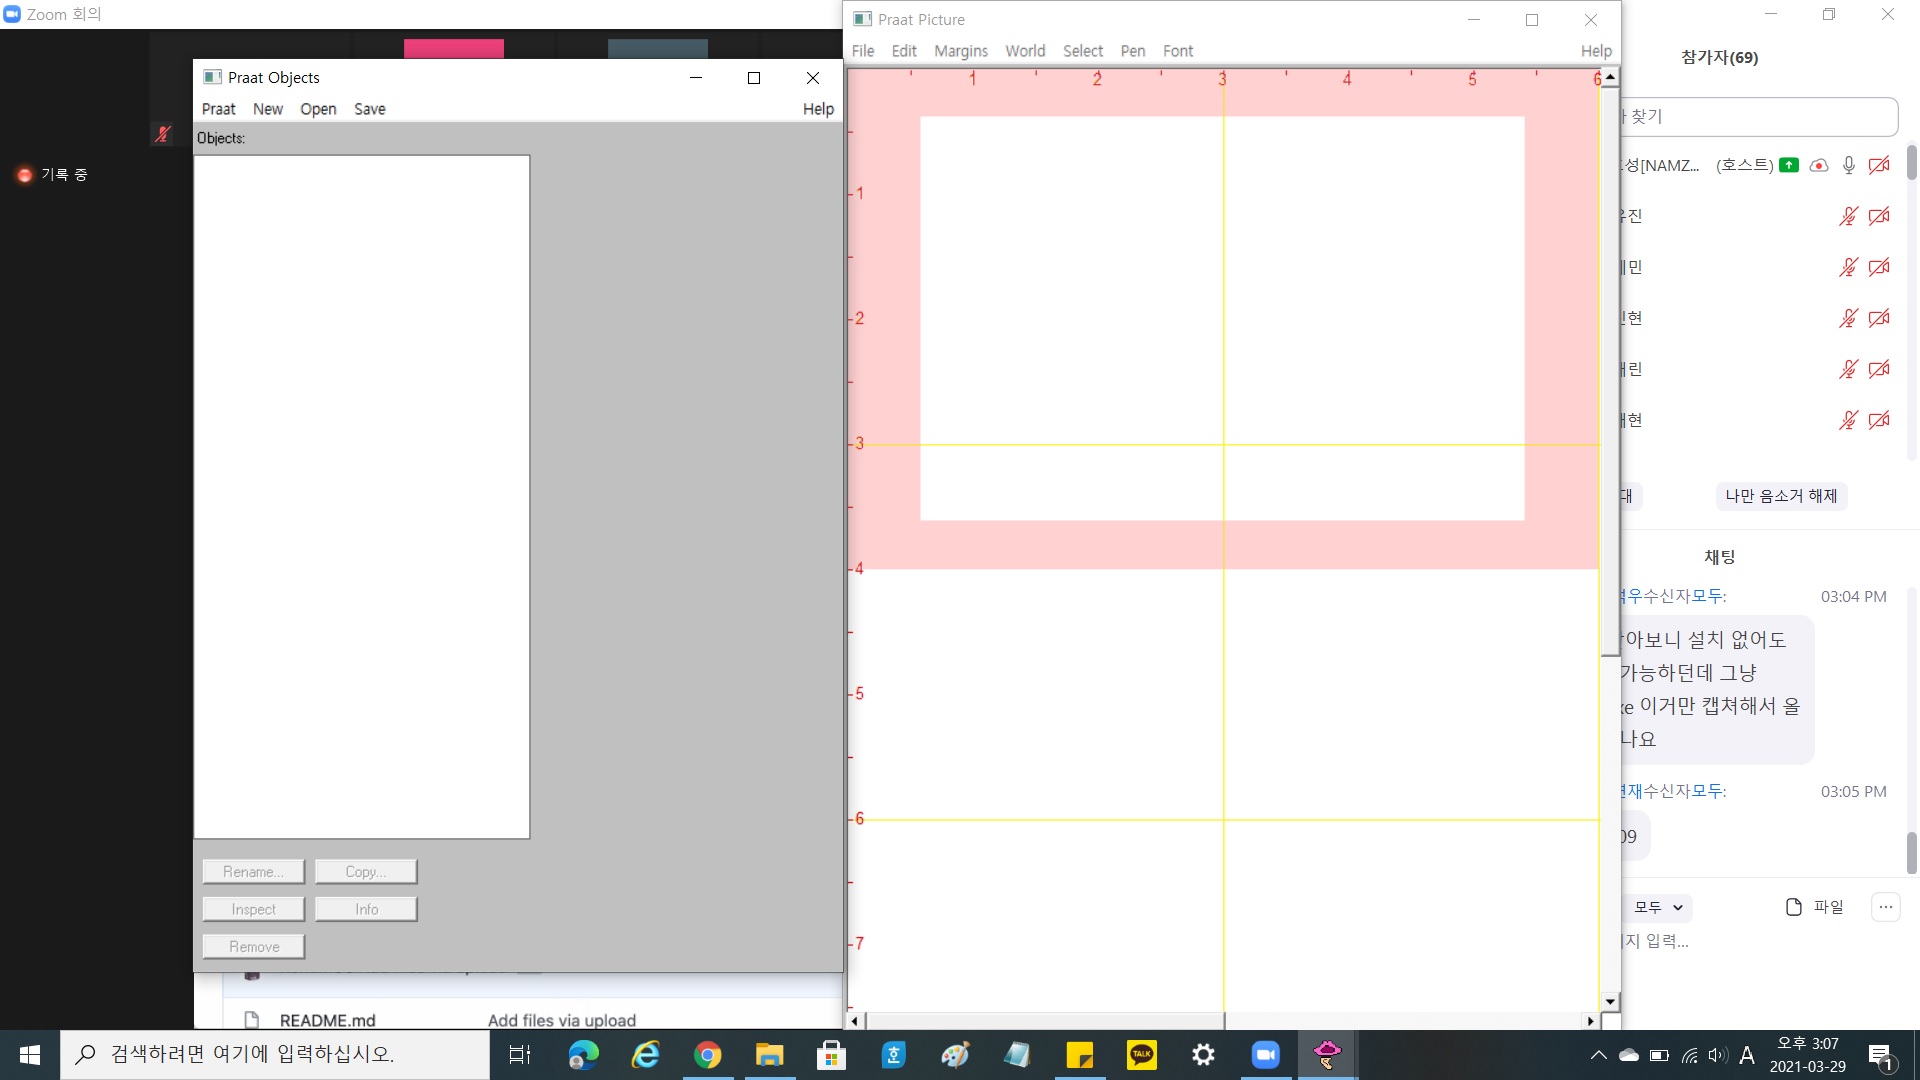 Zoom 회의
기록 중
Praat Objects
Praat New Open Save Help
Objects:
Rename... Copy...
Inspect Info
Remove
README.md Add files via upload
Praat Picture
File Edit Margins World Select Pen Font Help
1 2 3 4 5 6
1
2
3
4
5
6
7
참가자(69)
찾기
성[NAMZ... (호스트)
진
민
현
린
현
대 나만 음소거 해제
채팅
우수신자모두: 03:04 PM
아보니 설치 없어도
가능하던데 그냥
이거만 캡쳐해서 올
나요
재수신자모두: 03:05 PM
09
모두 파일 ...
지 입력...
검색하려면 여기에 입력하십시오.
TALK
A
오후 3:07
2021-03-29
1